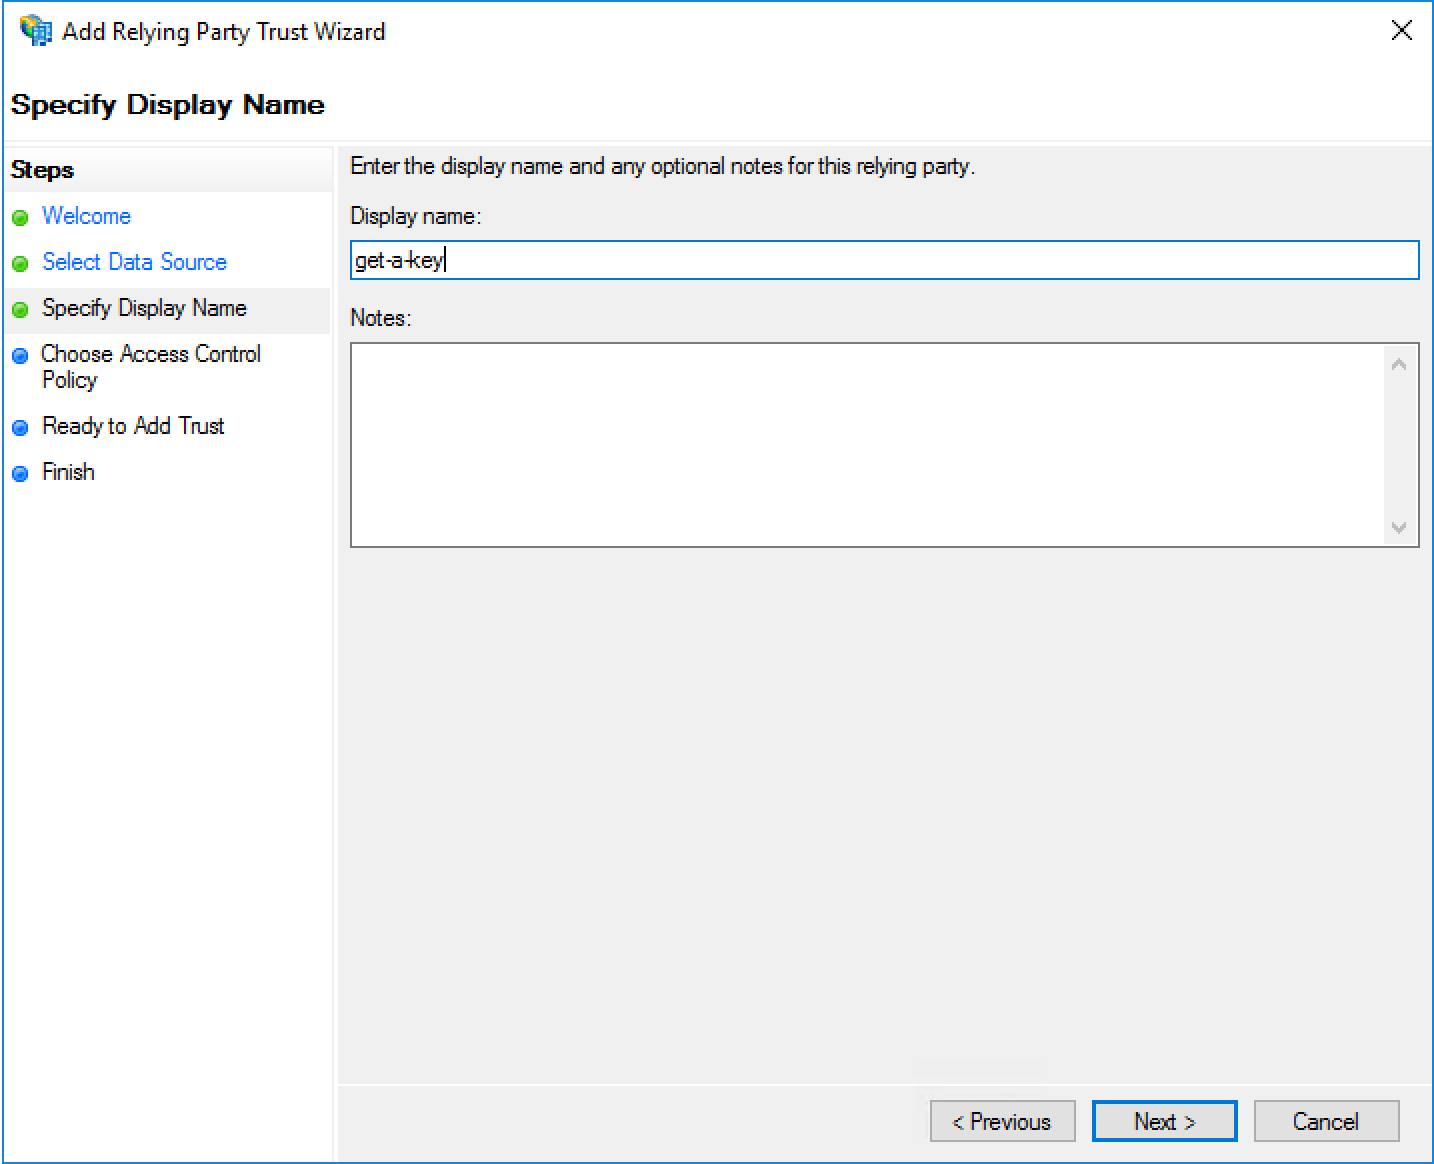 Add Relying Party Trust Wizard
Specify Display Name
Steps
Welcome
Select Data Source
Specify Display Name
Choose Access Control
Policy
Ready to Add Trust
Finish
Enter the display name and any optional notes for this relying party.
Display name:
get-a-key
Notes:
< Previous
Next >
Cancel